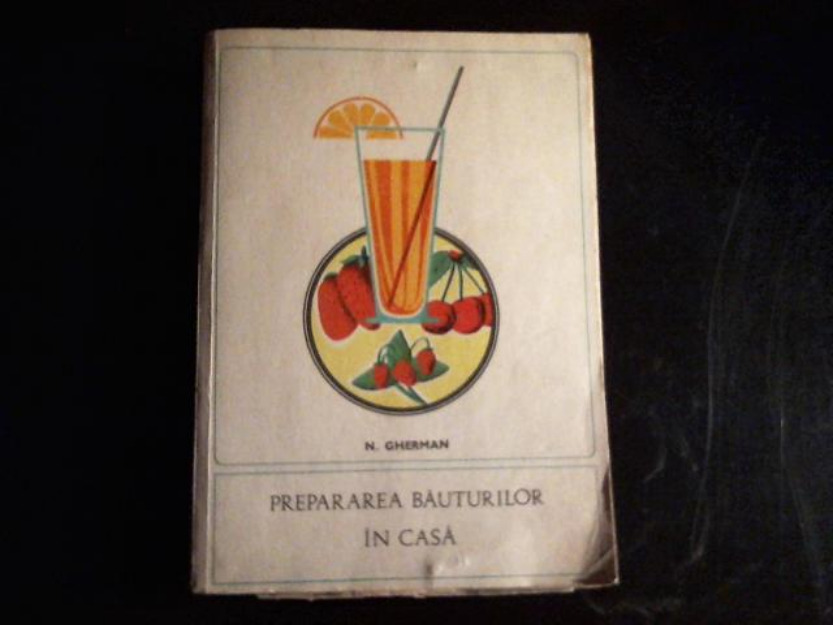 N. GHERMAN
PREPARAREA BĂUTURILOR
ÎN CASĂ